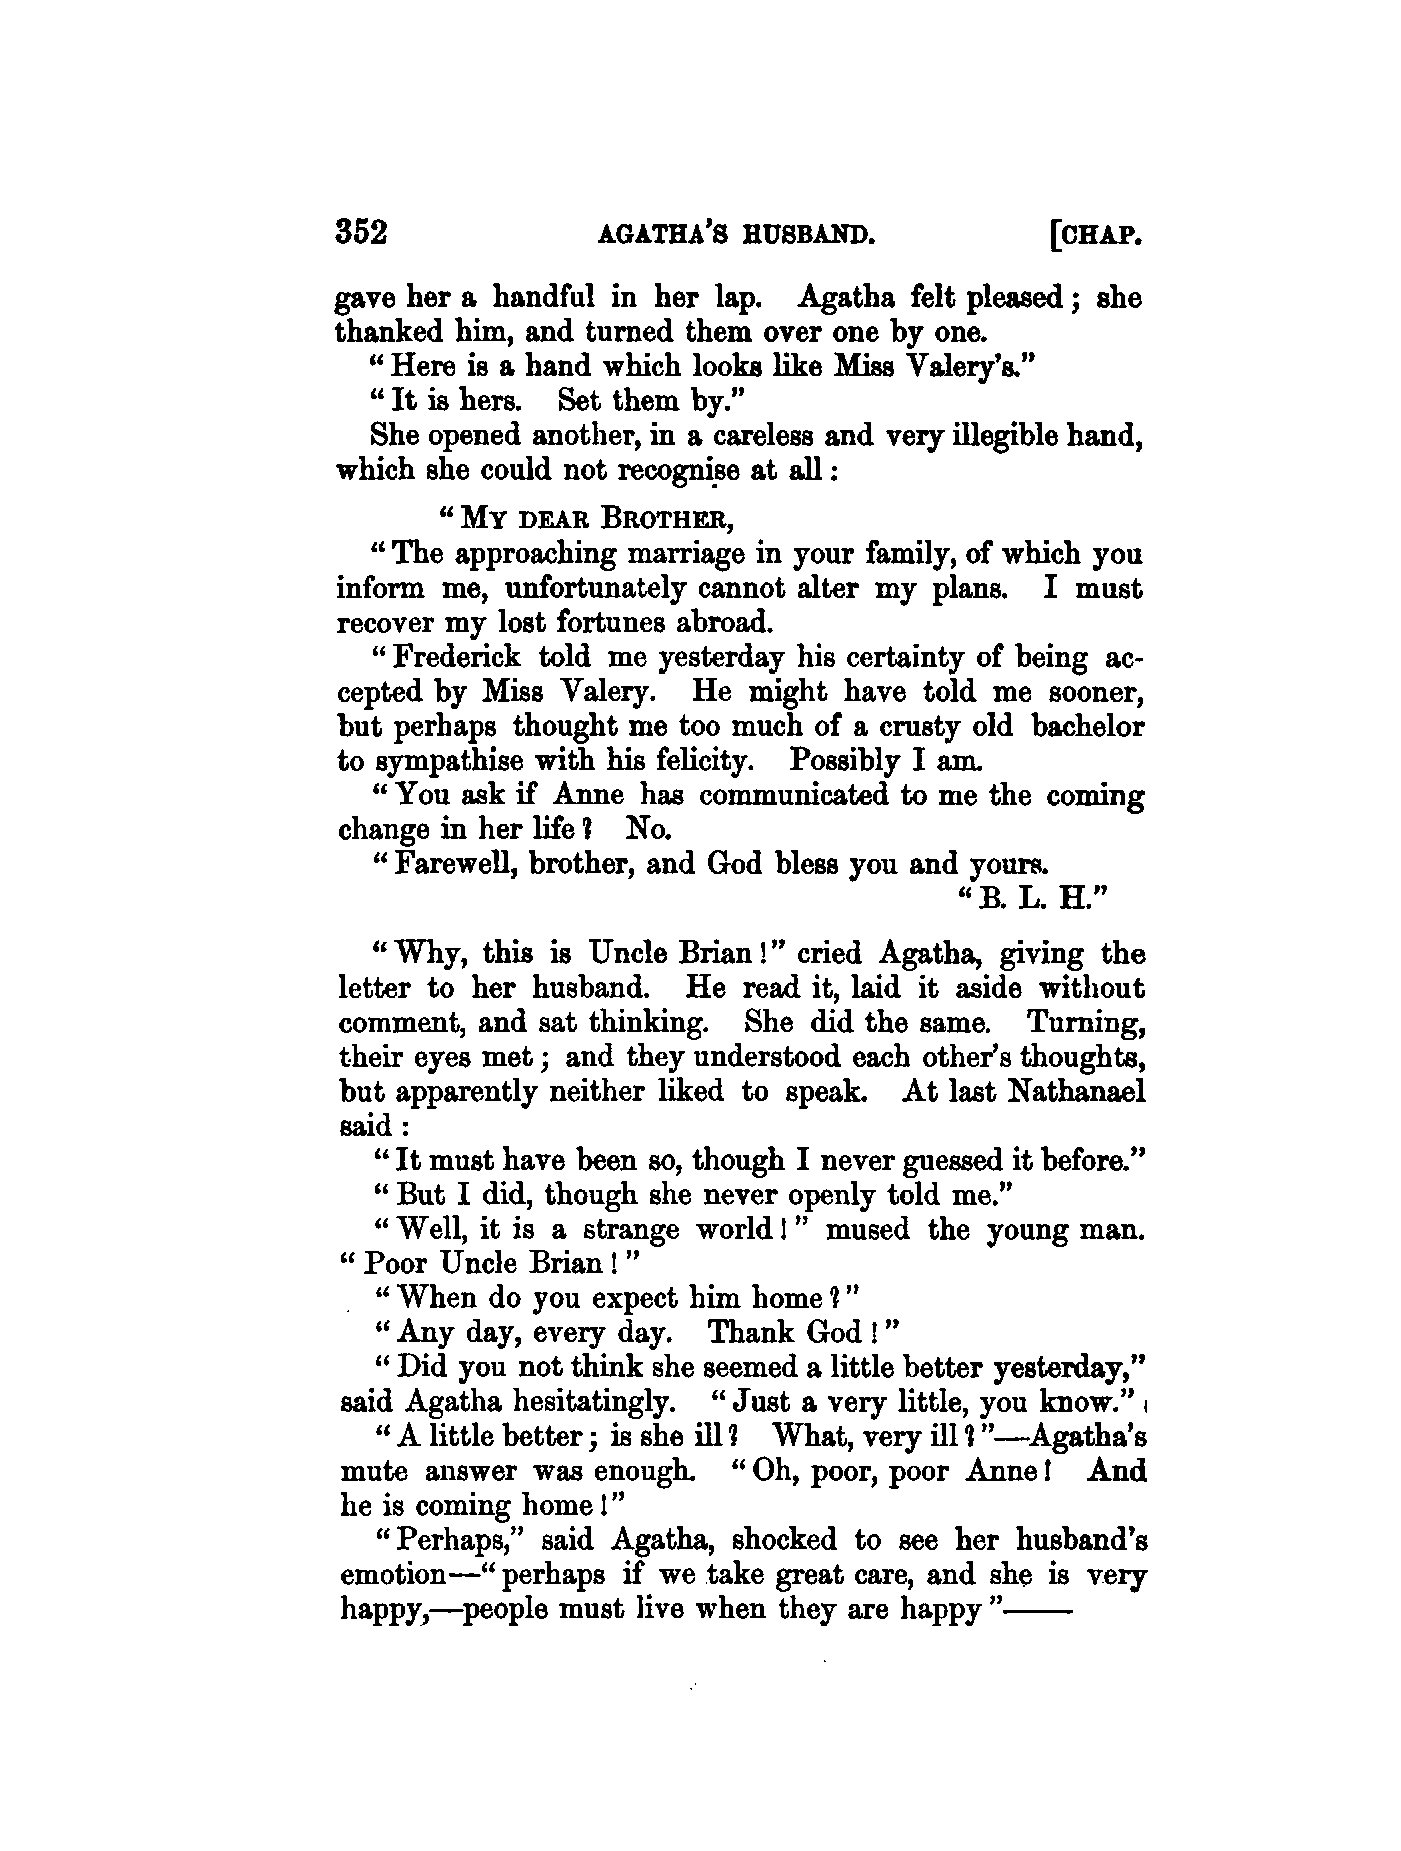 352 AGATHA'S HUSBAND. [CHAP.
gave her a handful in her lap. Agatha felt pleased; she
thanked him, and turned them over one by one.
"Here is a hand which looks like Miss Valery's."
"It is hers. Set them by."
She opened another, in a careless and very illegible hand,
which she could not recognise at all:
"MY DEAR BROTHER,
"The approaching marriage in your family, of which you
inform me, unfortunately cannot alter my plans. I must
recover my lost fortunes abroad.
"Frederick told me yesterday his certainty of being ac-
cepted by Miss Valery. He might have told me sooner,
but perhaps thought me too much of a crusty old bachelor
to sympathise with his felicity. Possibly I am.
"You ask if Anne has communicated to me the coming
change in her life? No.
"Farewell, brother, and God bless you and yours.
"B. L. H."
"Why, this is Uncle Brian!" cried Agatha, giving the
letter to her husband. He read it, laid it aside without
comment, and sat thinking. She did the same. Turning,
their eyes met; and they understood each other's thoughts,
but apparently neither liked to speak. At last Nathanael
said:
"It must have been so, though I never guessed it before."
"But I did, though she never openly told me."
"Well, it is a strange world!" mused the young man.
"Poor Uncle Brian!"
"When do you expect him home?"
"Any day, every day. Thank God!"
"Did you not think she seemed a little better yesterday,"
said Agatha hesitatingly. "Just a very little, you know."
"A little better; is she ill? What, very ill?"—Agatha's
mute answer was enough. "Oh, poor, poor Anne! And
he is coming home!"
"Perhaps," said Agatha, shocked to see her husband's
emotion—"perhaps if we take great care, and she is very
happy,—people must live when they are happy"——